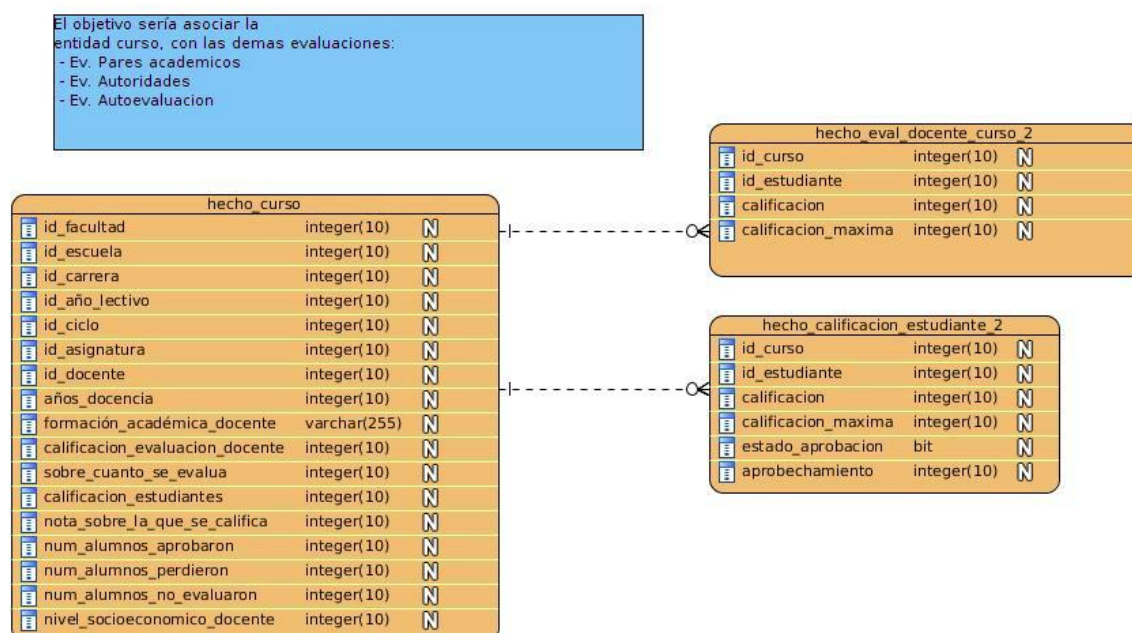 El objetivo sería asociar la
entidad curso, con las demas evaluaciones:
- Ev. Pares academicos
- Ev. Autoridades
- Ev. Autoevaluacion
hecho_eval_docente_curso_2
id_curso integer(10) N
id_estudiante integer(10) N
calificacion integer(10) N
calificacion_maxima integer(10) N
hecho_curso
id_facultad integer(10) N
id_escuela integer(10) N
id_carrera integer(10) N
id_año_lectivo integer(10) N
id_ciclo integer(10) N
id_asignatura integer(10) N
id_docente integer(10) N
años_docencia integer(10) N
formación_académica_docente varchar(255) N
calificacion_evaluacion_docente integer(10) N
sobre_cuanto_se_evalua integer(10) N
calificacion_estudiantes integer(10) N
nota_sobre_la_que_se_califica integer(10) N
num_alumnos_aprobaron integer(10) N
num_alumnos_perdieron integer(10) N
num_alumnos_no_evaluaron integer(10) N
nivel_socioeconomico_docente integer(10) N
hecho_calificacion_estudiante_2
id_curso integer(10) N
id_estudiante integer(10) N
calificacion integer(10) N
calificacion_maxima integer(10) N
estado_aprobacion bit N
aprobechamiento integer(10) N